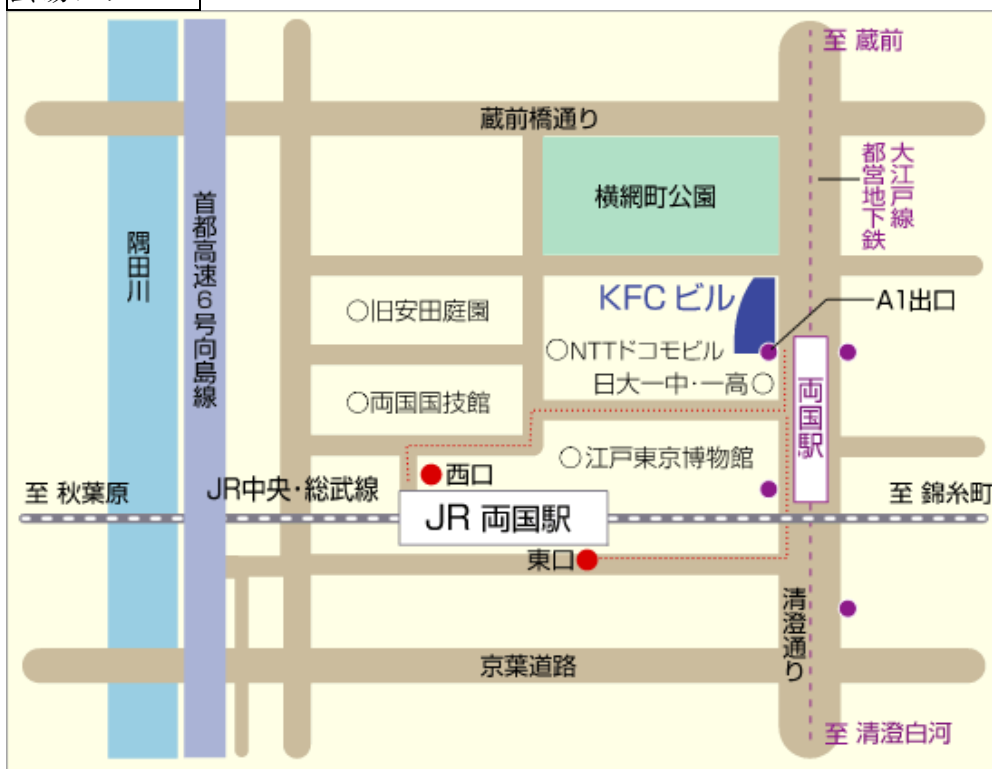 至 蔵前
蔵前橋通り
大江戸線
都営地下鉄
横網町公園
首都高速6号向島線
隅田川
KFC ビル
A1出口
○旧安田庭園
○NTTドコモビル
日大一中・一高○
○両国国技館
両国駅
○江戸東京博物館
西口
至 秋葉原
JR中央・総武線
至 錦糸町
JR 両国駅
東口
清澄通り
京葉道路
至 清澄白河